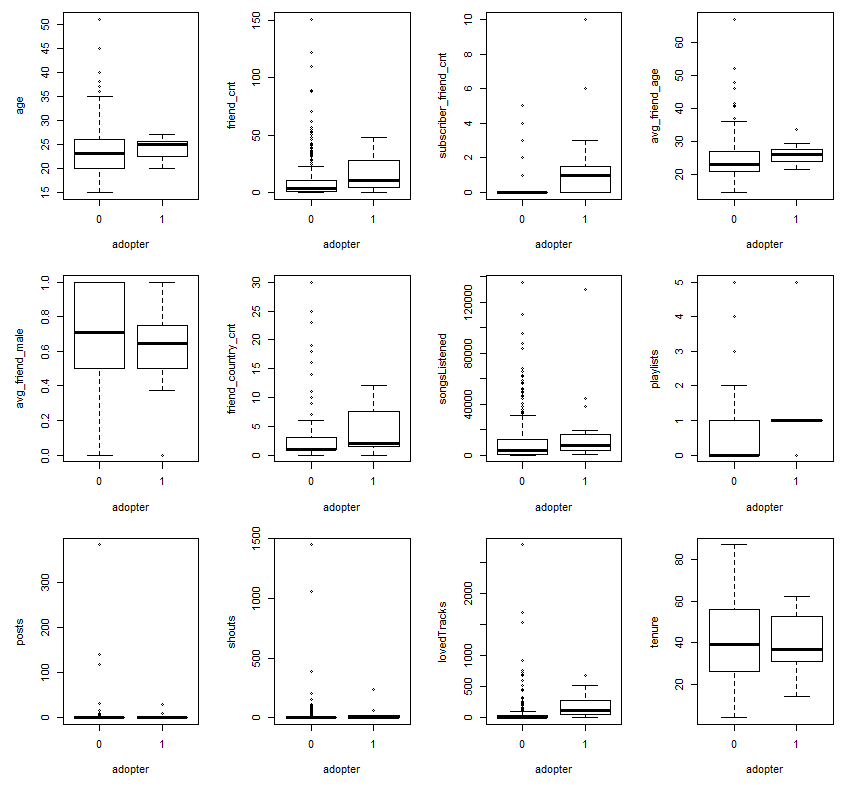 age
15 20 25 30 35 40 45 50
0 1
adopter
friend_cnt
0 50 100 150
0 1
adopter
subscriber_friend_cnt
0 2 4 6 8 10
0 1
adopter
avg_friend_age
20 30 40 50 60
0 1
adopter
avg_friend_male
0.0 0.2 0.4 0.6 0.8 1.0
0 1
adopter
friend_country_cnt
0 5 10 15 20 25 30
0 1
adopter
songsListened
0 40000 80000 120000
0 1
adopter
playlists
0 1 2 3 4 5
0 1
adopter
posts
0 100 200 300
0 1
adopter
shouts
0 500 1000 1500
0 1
adopter
lovedTracks
0 500 1000 2000
0 1
adopter
tenure
20 40 60 80
0 1
adopter